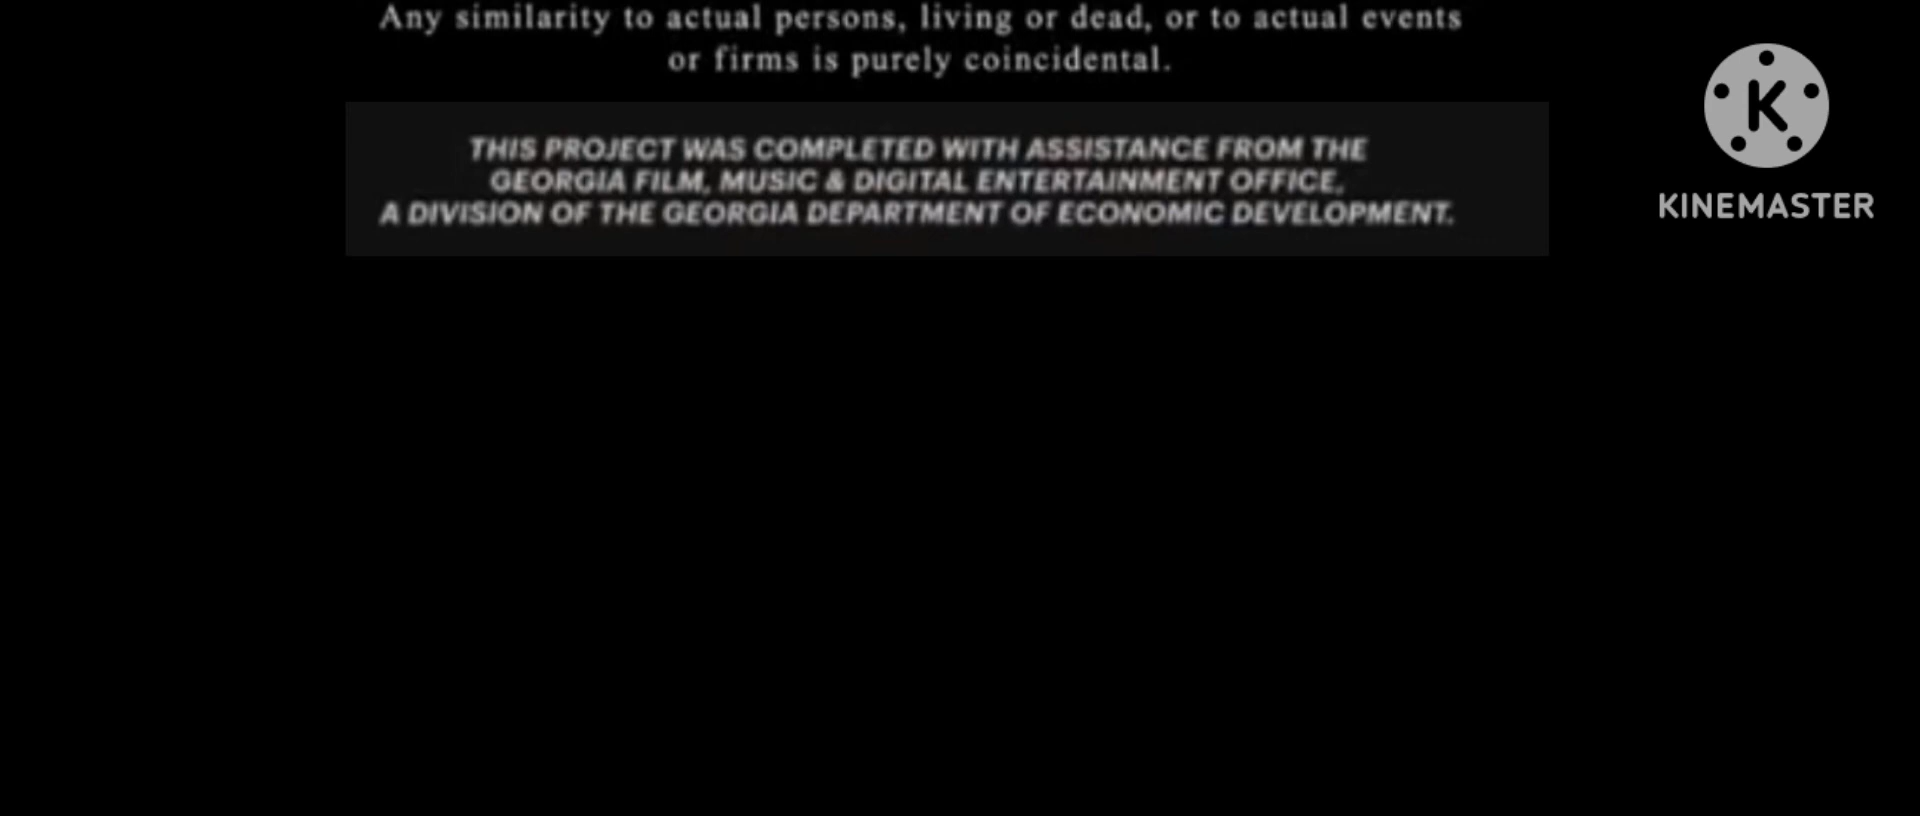 Any similarity to actual persons, living or dead, or to actual events
or firms is purely coincidental.
THIS PROJECT WAS COMPLETED WITH ASSISTANCE FROM THE
GEORGIA FILM, MUSIC & DIGITAL ENTERTAINMENT OFFICE,
A DIVISION OF THE GEORGIA DEPARTMENT OF ECONOMIC DEVELOPMENT.
K
KINEMASTER